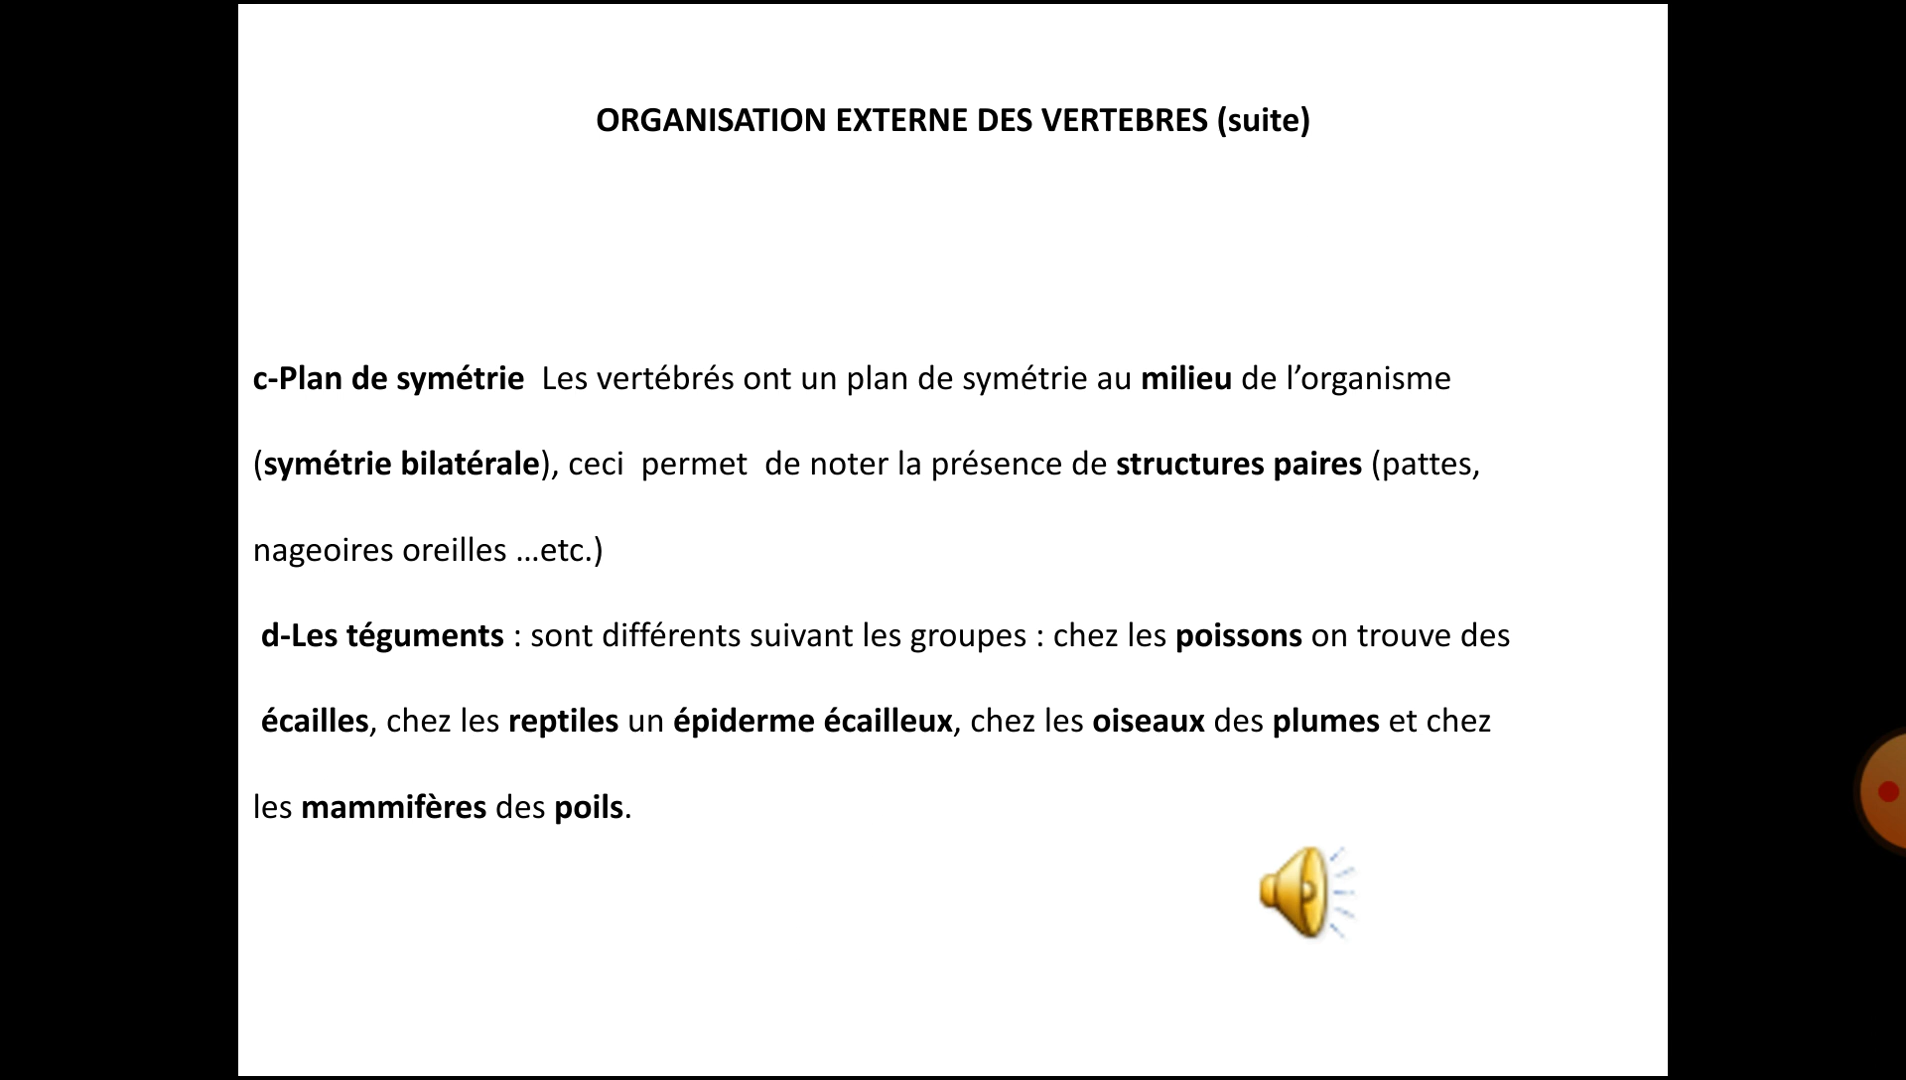 ORGANISATION EXTERNE DES VERTEBRES (suite)
c-Plan de symétrie  Les vertébrés ont un plan de symétrie au milieu de l’organisme
(symétrie bilatérale), ceci  permet  de noter la présence de structures paires (pattes,
nageoires oreilles …etc.)
d-Les téguments : sont différents suivant les groupes : chez les poissons on trouve des
écailles, chez les reptiles un épiderme écailleux, chez les oiseaux des plumes et chez
les mammifères des poils.